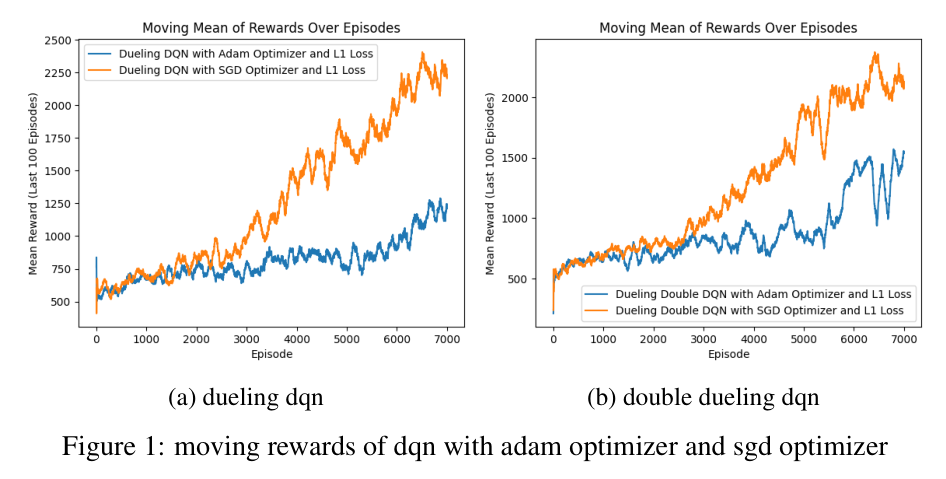 Moving Mean of Rewards Over Episodes
Mean Reward (Last 100 Episodes)
2500
2250
2000
1750
1500
1250
1000
750
500
Dueling DQN with Adam Optimizer and L1 Loss
Dueling DQN with SGD Optimizer and L1 Loss
0 1000 2000 3000 4000 5000 6000 7000
Episode
(a) dueling dqn
Moving Mean of Rewards Over Episodes
Mean Reward (Last 100 Episodes)
2000
1500
1000
500
Dueling Double DQN with Adam Optimizer and L1 Loss
Dueling Double DQN with SGD Optimizer and L1 Loss
0 1000 2000 3000 4000 5000 6000 7000
Episode
(b) double dueling dqn
Figure 1: moving rewards of dqn with adam optimizer and sgd optimizer